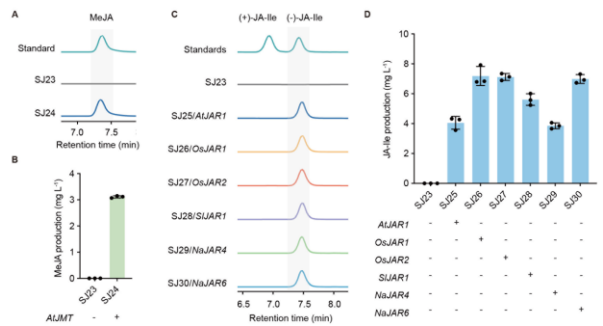 A
MeJA
Standard
SJ23
SJ24
7.0 7.5
Retention time (min)
B
MeJA production (mg L⁻¹)
4
3
2
1
0
SJ23 SJ24
AtJMT - +
C
(+)-JA-Ile (-)-JA-Ile
Standards
SJ23
SJ25/AtJAR1
SJ26/OsJAR1
SJ27/OsJAR2
SJ28/SlJAR1
SJ29/NaJAR4
SJ30/NaJAR6
6.5 7.0 7.5 8.0
Retention time (min)
D
JA-Ile production (mg L⁻¹)
10
8
6
4
2
0
SJ23 SJ25 SJ26 SJ27 SJ28 SJ29 SJ30
AtJAR1 - + - - - - -
OsJAR1 - - + - - - -
OsJAR2 - - - + - - -
SlJAR1 - - - - + - -
NaJAR4 - - - - - + -
NaJAR6 - - - - - - +